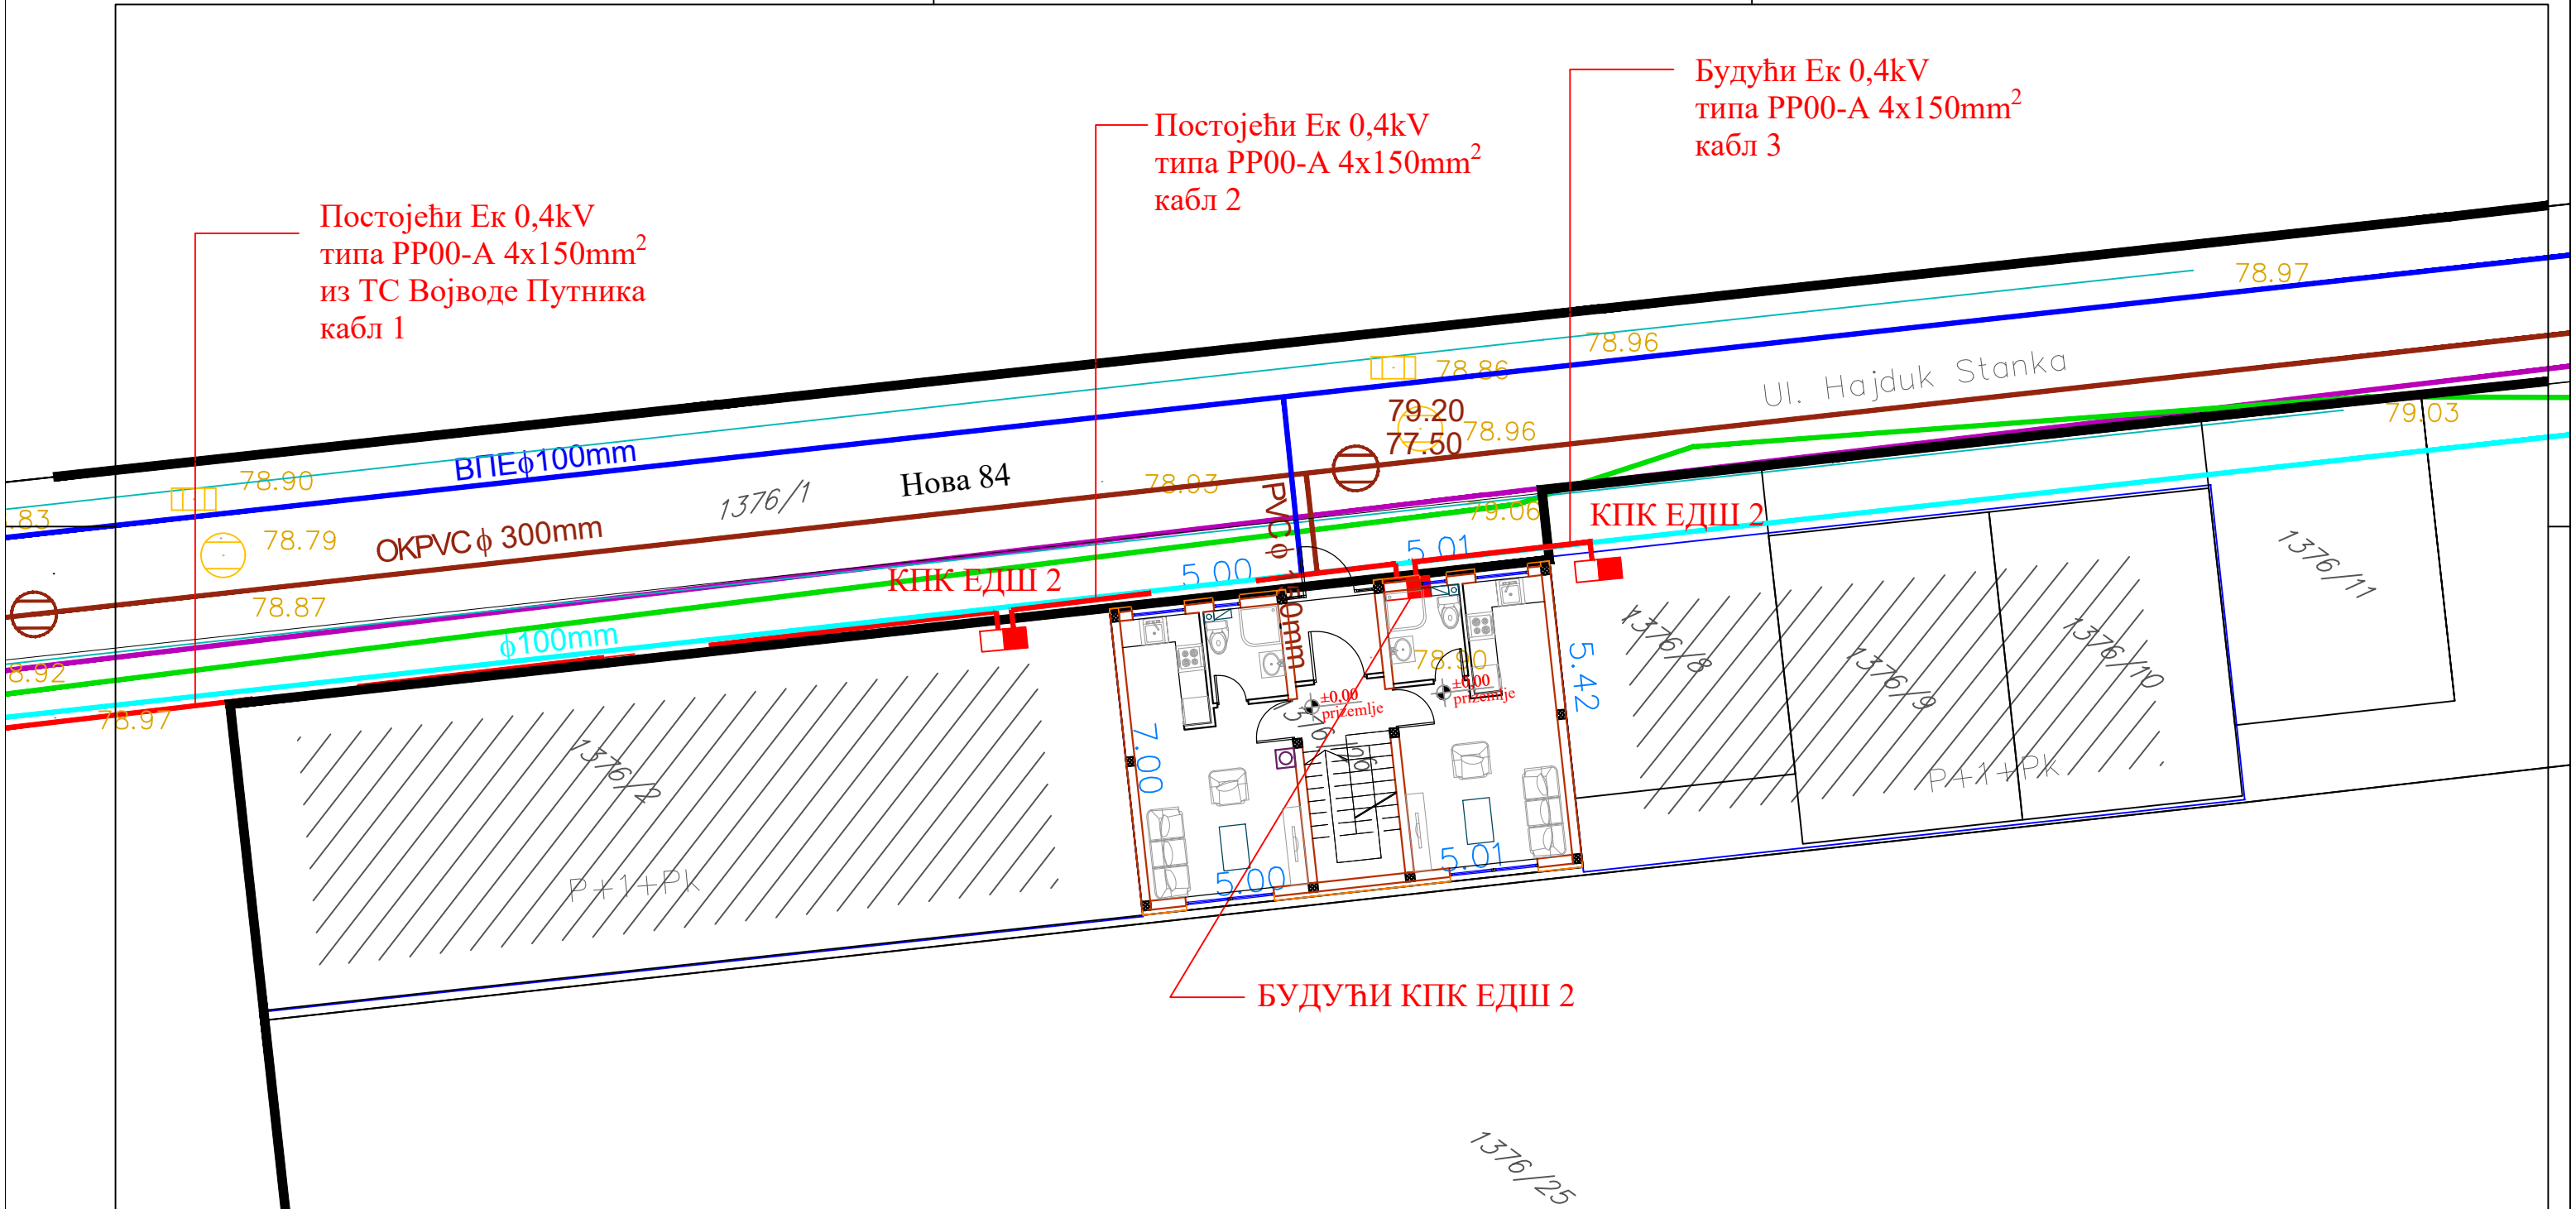 Будући Ек 0,4kV
типа PP00-A 4x150mm²
кабл 3
Постојећи Ек 0,4kV
типа PP00-A 4x150mm²
кабл 2
Постојећи Ек 0,4kV
типа PP00-A 4x150mm²
из ТС Војводе Путника
кабл 1
78.97
78.96
78.86
Ul. Hajduk Stanka
79.20
78.96
77.50
79.03
ВПЕϕ100mm
78.90
Нова 84
1376/1
78.93
.83
78.79
OKPVCϕ 300mm
79.06
КПК ЕДШ 2
PVCϕ
5.01
5.00
КПК ЕДШ 2
78.87
ϕ100mm
8.92
78.97
1376/11
1376/8
1376/9
1376/10
5.42
78.90
±0,00
prizemlje
±0,00
prizemlje
7.00
1376/2
P+1+Pk
P+1+Pk
5.01
5.00
БУДУЋИ КПК ЕДШ 2
1376/25